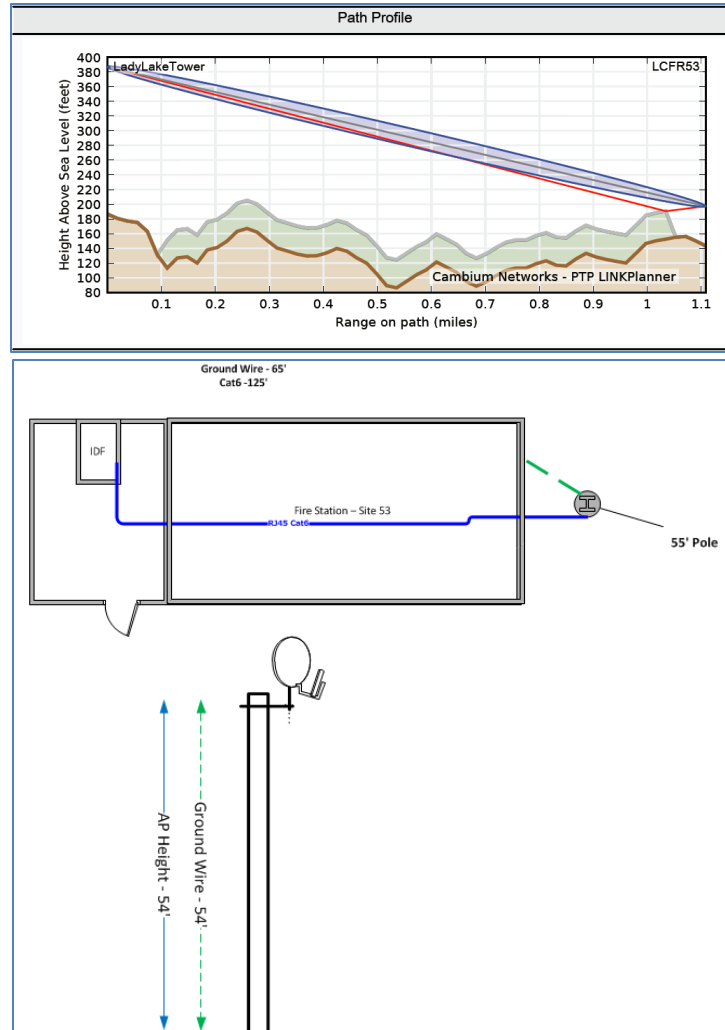 Path Profile
LadyLakeTower
LCFR53
Height Above Sea Level (feet)
400
380
360
340
320
300
280
260
240
220
200
180
160
140
120
100
80
Cambium Networks - PTP LINKPlanner
0.1 0.2 0.3 0.4 0.5 0.6 0.7 0.8 0.9 1 1.1
Range on path (miles)
Ground Wire - 65'
Cat6 -125'
IDF
Fire Station – Site 53
RJ45 Cat6
55' Pole
AP Height - 54'
Ground Wire - 54'